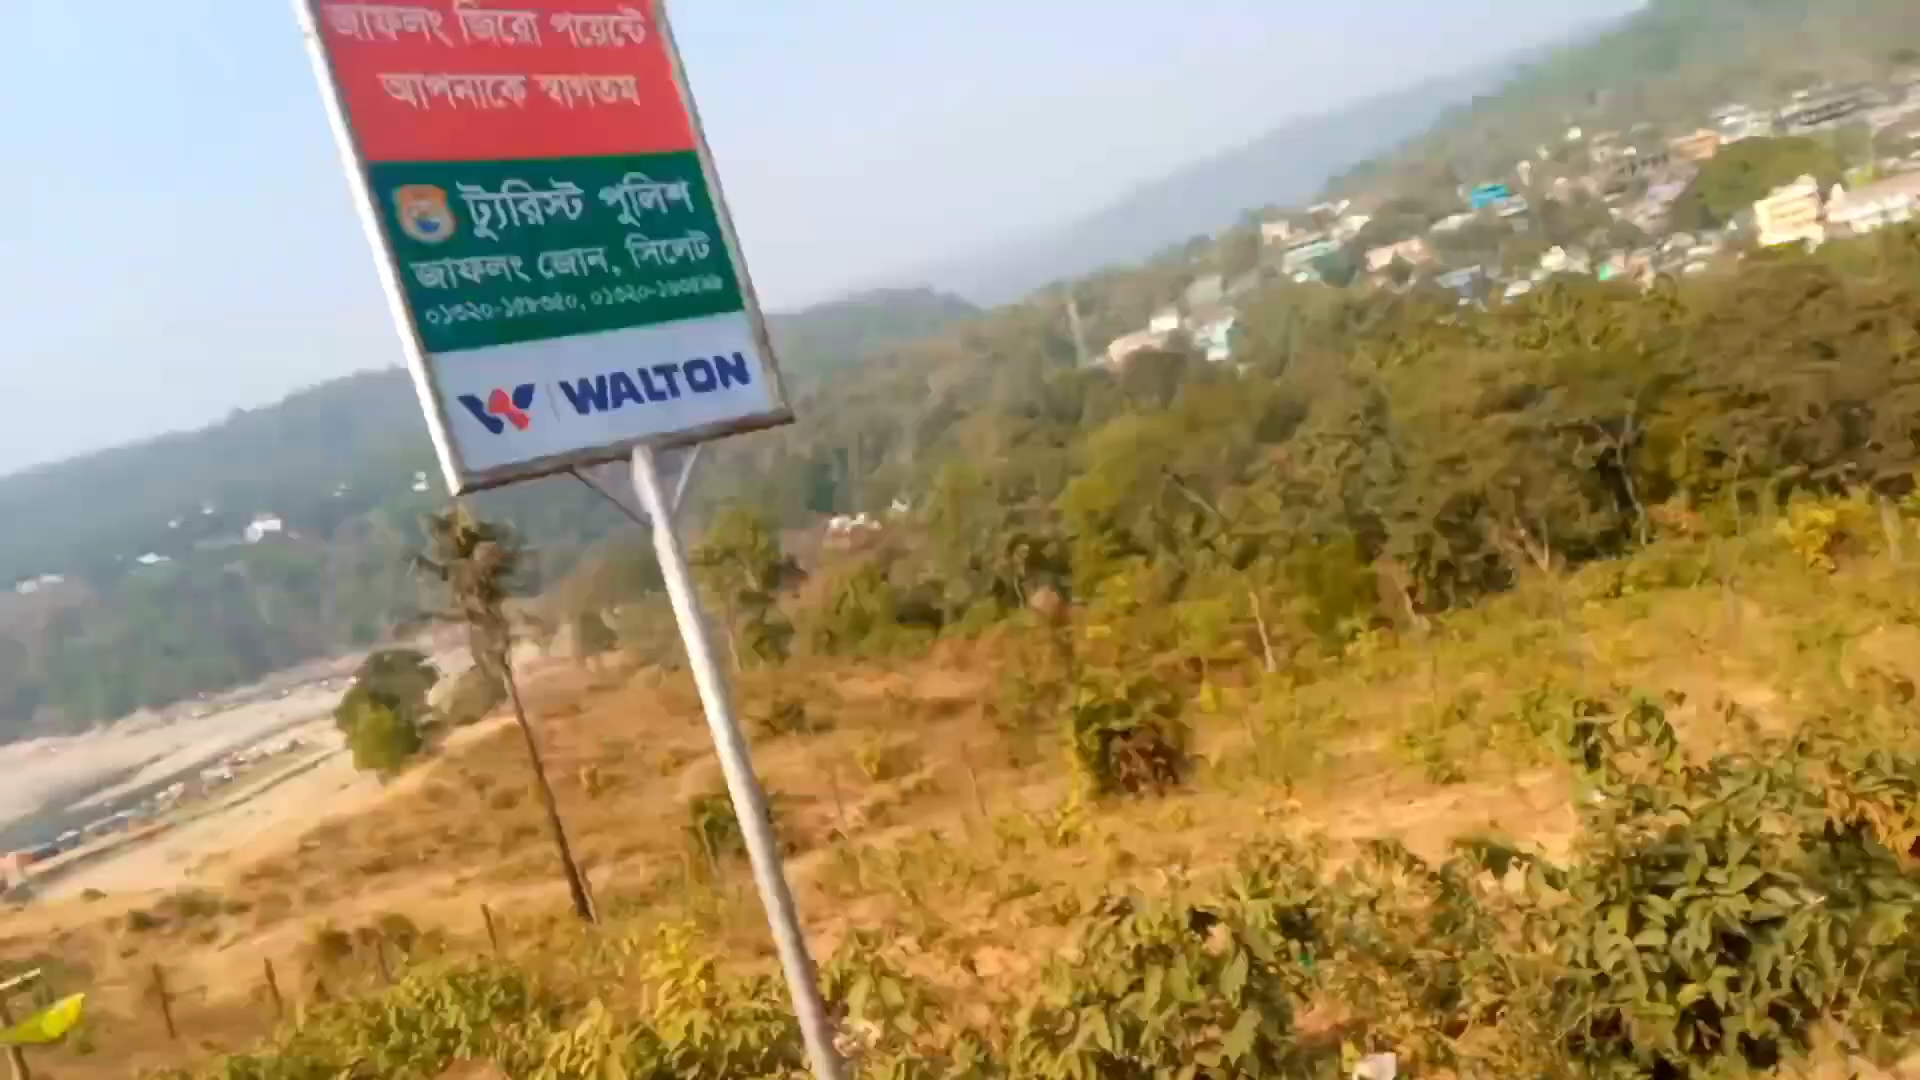 জাফলং জিরো পয়েন্টে
আপনাকে স্বাগতম
ট্যুরিস্ট পুলিশ
জাফলং জোন, সিলেট
WALTON